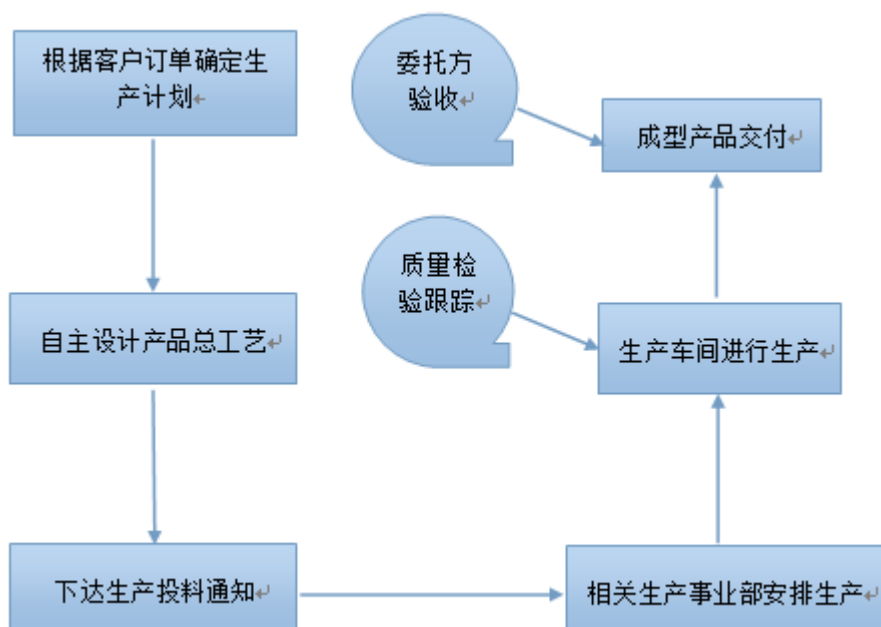 根据客户订单确定生
产计划
委托方
验收
成型产品交付
质量检
验跟踪
自主设计产品总工艺
生产车间进行生产
下达生产投料通知
相关生产事业部安排生产